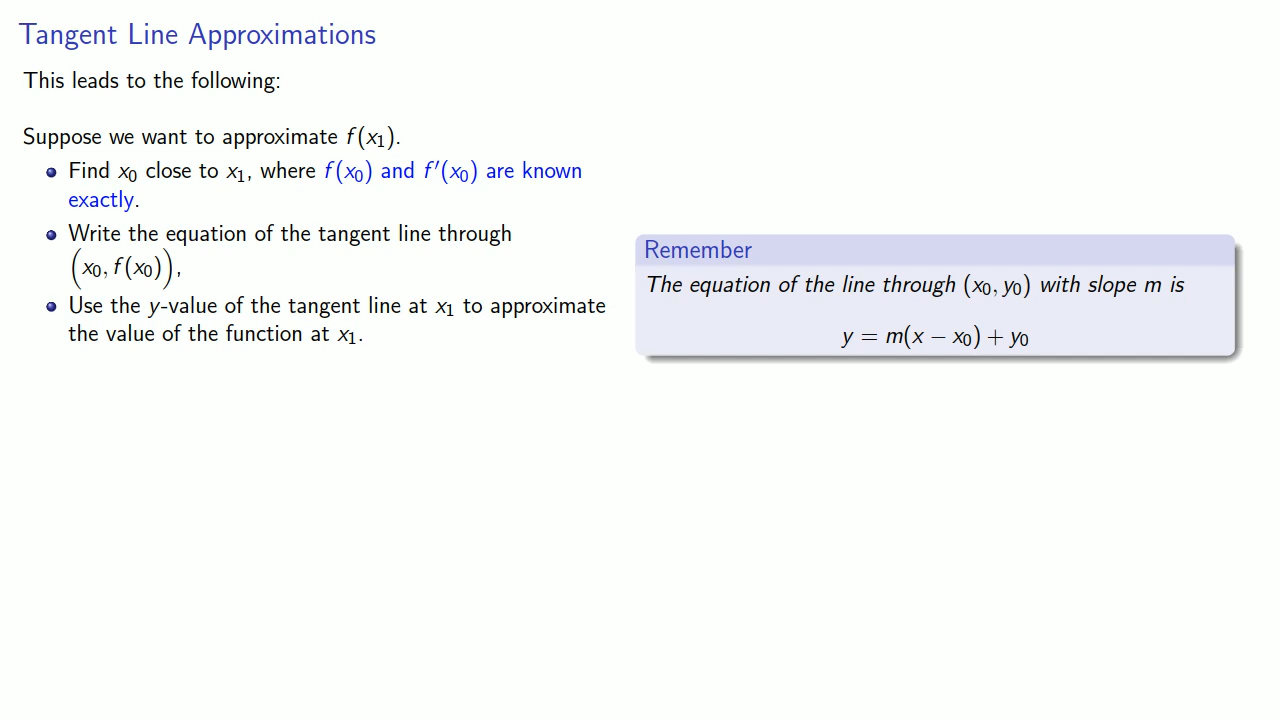 Tangent Line Approximations
This leads to the following:
Suppose we want to approximate f(x₁).
Find x₀ close to x₁, where f(x₀) and f′(x₀) are known
exactly.
Write the equation of the tangent line through
(x₀, f(x₀)),
Use the y-value of the tangent line at x₁ to approximate
the value of the function at x₁.
Remember
The equation of the line through (x₀, y₀) with slope m is
y = m(x − x₀) + y₀